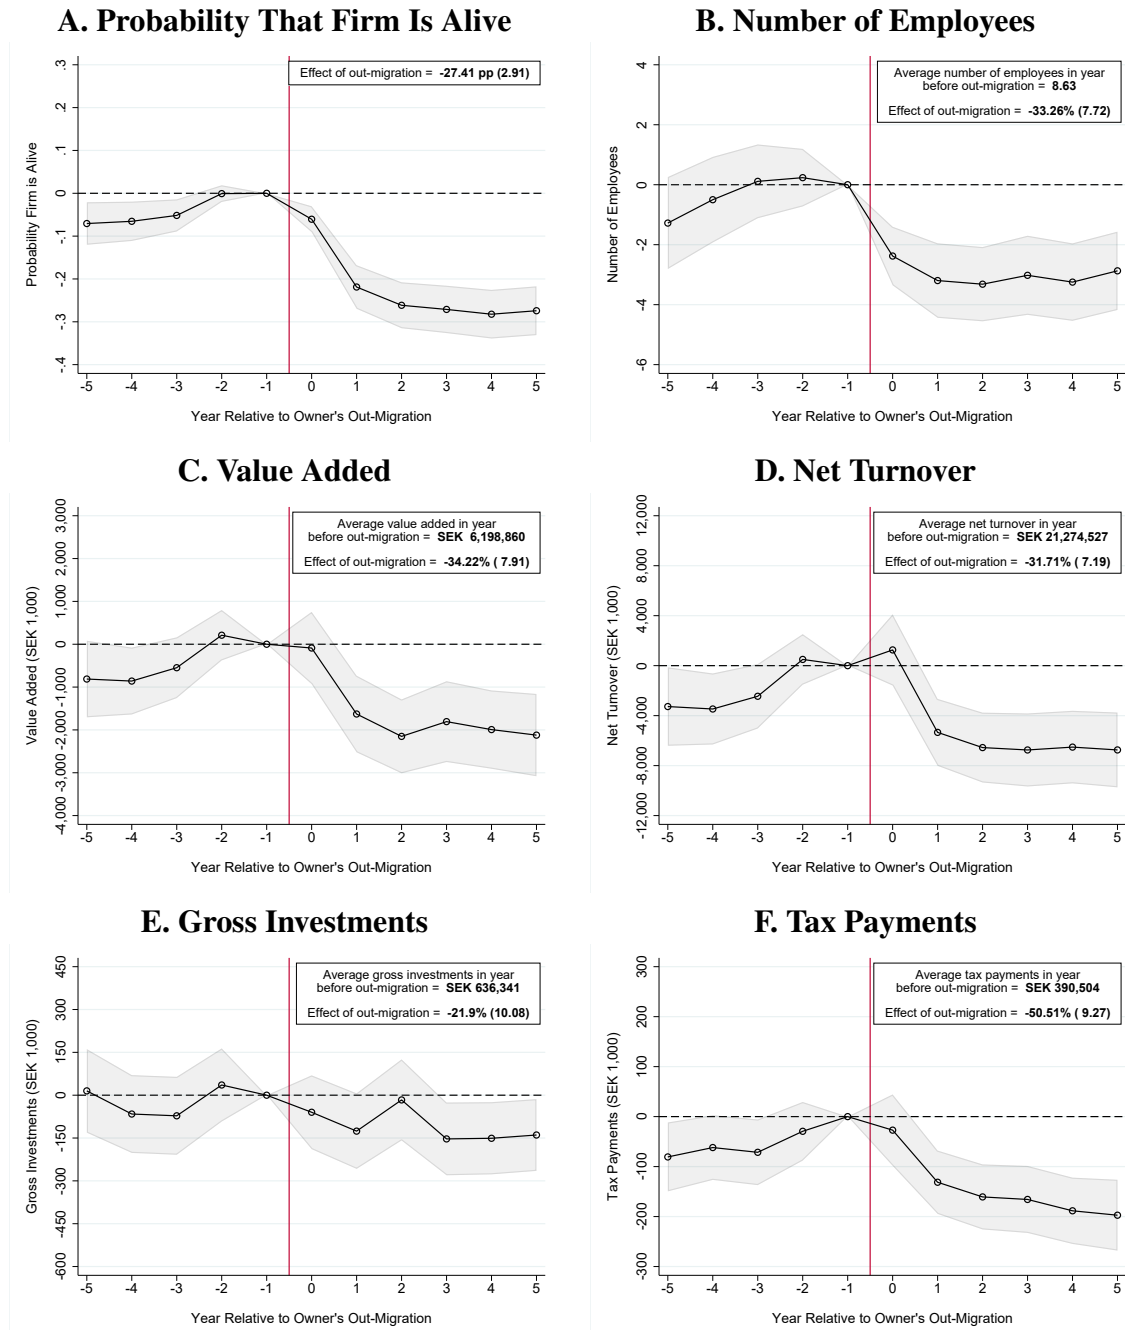 A. Probability That Firm Is Alive
Effect of out-migration = -27.41 pp (2.91)
Probability Firm is Alive
.3
.2
.1
0
-.1
-.2
-.3
-.4
-5 -4 -3 -2 -1 0 1 2 3 4 5
Year Relative to Owner's Out-Migration
B. Number of Employees
Average number of employees in year
before out-migration = 8.63
Effect of out-migration = -33.26% (7.72)
Number of Employees
4
2
0
-2
-4
-6
-5 -4 -3 -2 -1 0 1 2 3 4 5
Year Relative to Owner's Out-Migration
C. Value Added
Average value added in year
before out-migration = SEK 6,198,860
Effect of out-migration = -34.22% ( 7.91)
Value Added (SEK 1,000)
3,000
2,000
1,000
0
-1,000
-2,000
-3,000
-4,000
-5 -4 -3 -2 -1 0 1 2 3 4 5
Year Relative to Owner's Out-Migration
D. Net Turnover
Average net turnover in year
before out-migration = SEK 21,274,527
Effect of out-migration = -31.71% ( 7.19)
Net Turnover (SEK 1,000)
12,000
8,000
4,000
0
-4,000
-8,000
-12,000
-5 -4 -3 -2 -1 0 1 2 3 4 5
Year Relative to Owner's Out-Migration
E. Gross Investments
Average gross investments in year
before out-migration = SEK 636,341
Effect of out-migration = -21.9% (10.08)
Gross Investments (SEK 1,000)
450
300
150
0
-150
-300
-450
-600
-5 -4 -3 -2 -1 0 1 2 3 4 5
Year Relative to Owner's Out-Migration
F. Tax Payments
Average tax payments in year
before out-migration = SEK 390,504
Effect of out-migration = -50.51% ( 9.27)
Tax Payments (SEK 1,000)
300
200
100
0
-100
-200
-300
-5 -4 -3 -2 -1 0 1 2 3 4 5
Year Relative to Owner's Out-Migration